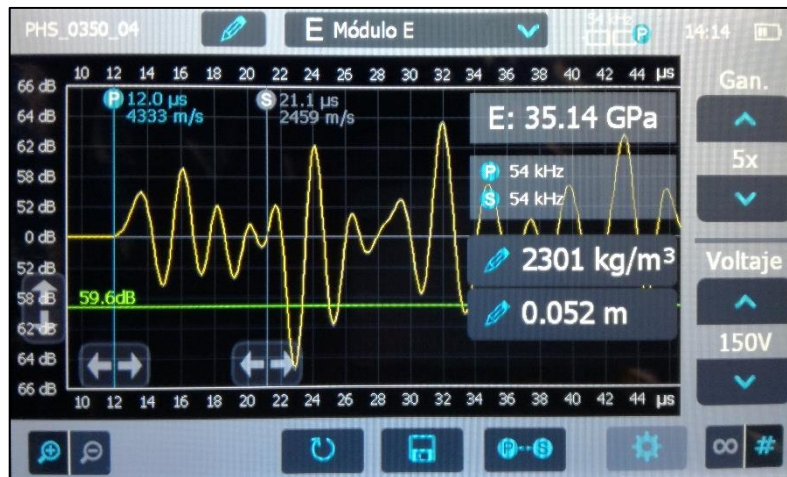 PHS_0350_04 E Módulo E 54 kHz P 14:14
10 12 14 16 18 20 22 24 26 28 30 32 34 36 38 40 42 44 µs
66 dB
64 dB
62 dB
58 dB
52 dB
0 dB
52 dB
58 dB
62 dB
64 dB
66 dB
P 12.0 µs
4333 m/s
S 21.1 µs
2459 m/s
E: 35.14 GPa
P 54 kHz
S 54 kHz
2301 kg/m³
0.052 m
59.6dB
10 12 14 16 18 20 22 24 26 28 30 32 34 36 38 40 42 44 µs
Gan.
5x
Voltaje
150V
P--S
∞ #